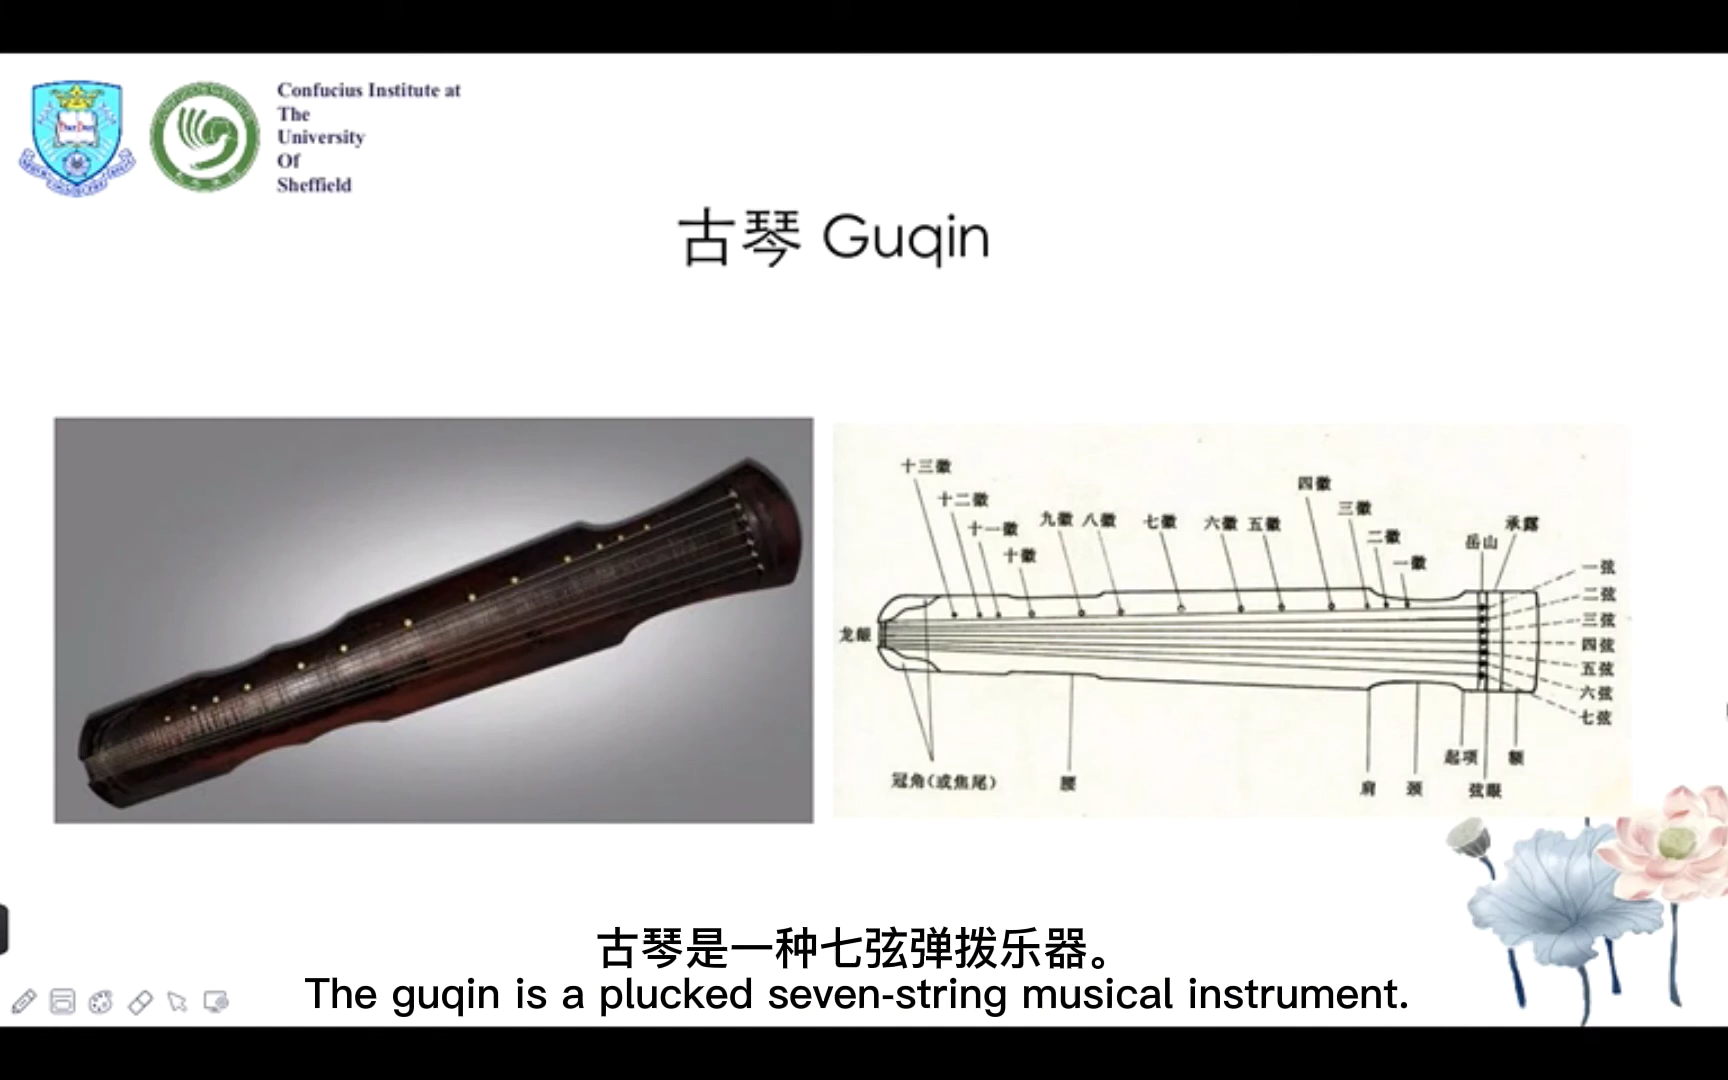 Confucius Institute at
The
University
Of
Sheffield
古琴 Guqin
十三徽
十二徽
十一徽
十徽
九徽
八徽
七徽
六徽
五徽
四徽
三徽
二徽
一徽
岳山
承露
一弦
二弦
三弦
四弦
五弦
六弦
七弦
龙龈
冠角(或焦尾)
腰
肩
颈
起项
弦眼
额
古琴是一种七弦弹拨乐器。
The guqin is a plucked seven-string musical instrument.